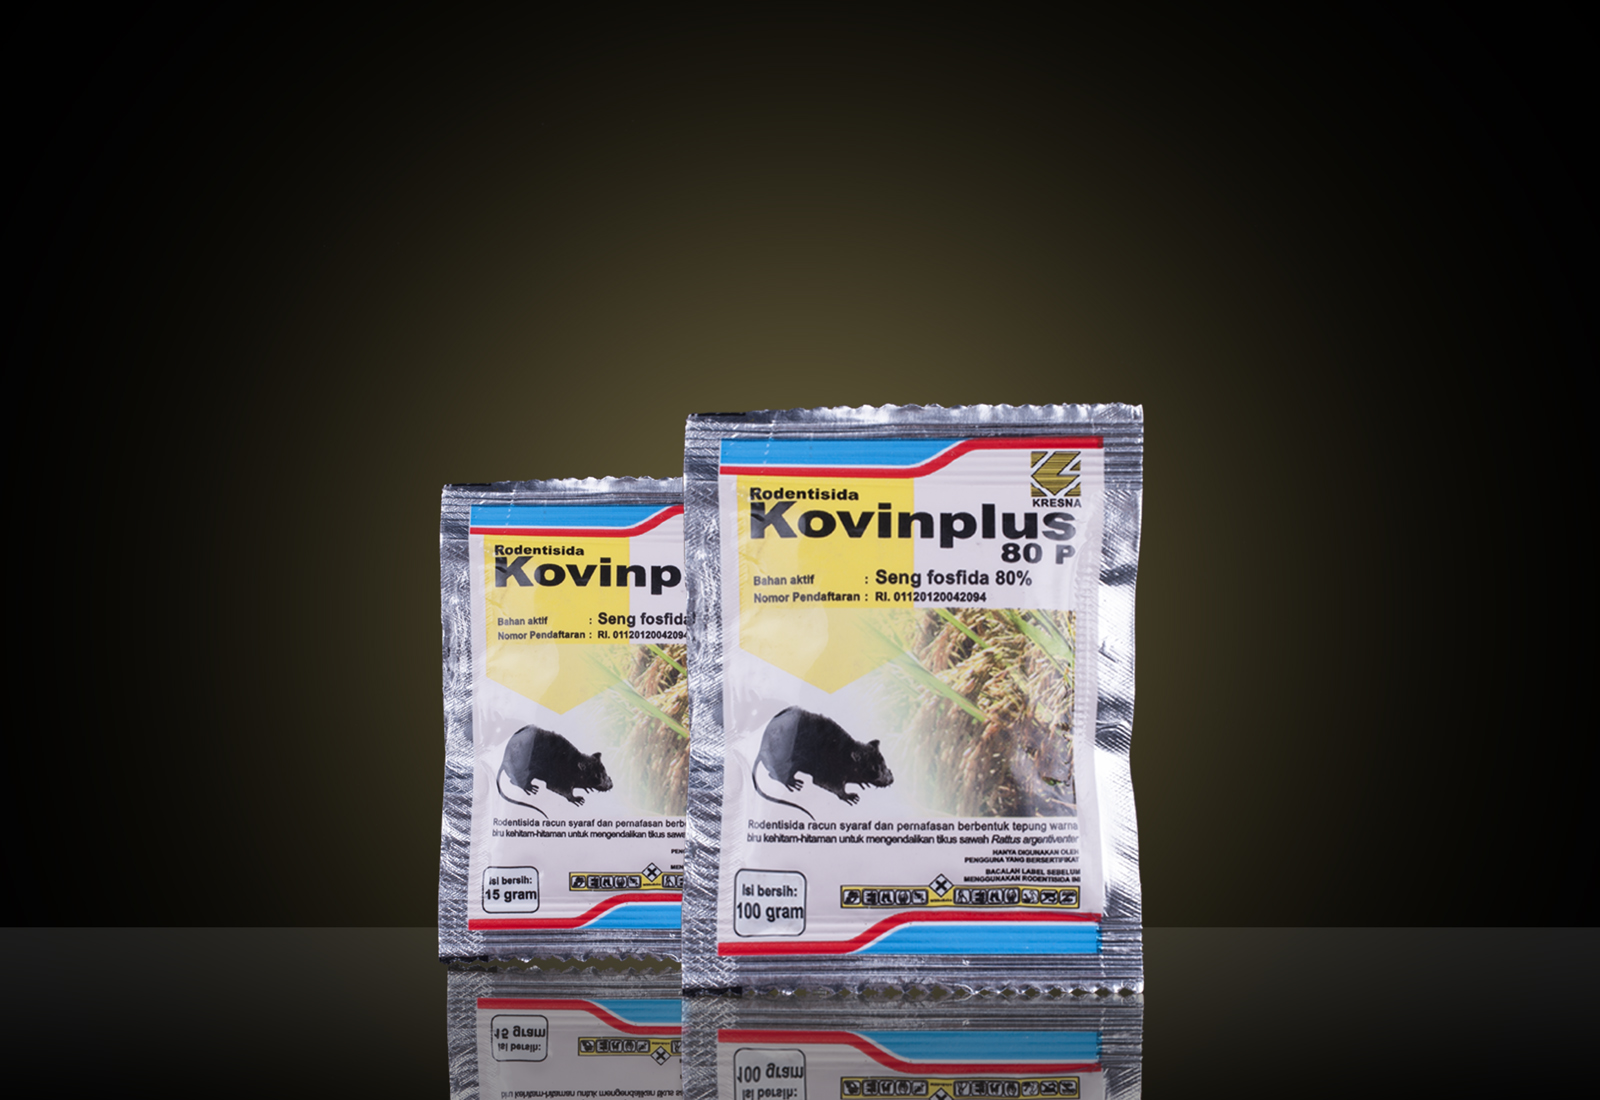 Rodentisida
Kovinp
Bahan aktif : Seng fosfida
Nomor Pendaftaran : RI. 01120120042094
Rodentisida racun syaraf dan pernafasan berbe
biru kehitam-hitaman untuk mengendalikan tikus sawa
isi bersih:
15 gram
KRESNA
Rodentisida
Kovinplus
80 P
Bahan aktif : Seng fosfida 80%
Nomor Pendaftaran : RI. 01120120042094
Rodentisida racun syaraf dan pernafasan berbentuk tepung warna
biru kehitam-hitaman untuk mengendalikan tikus sawah Rattus argentiventer
HANYA DIGUNAKAN OLEH
PENGGUNA YANG BERSERTIFIKAT
BACALAH LABEL SEBELUM
MENGGUNAKAN RODENTISIDA INI
Isi bersih:
100 gram